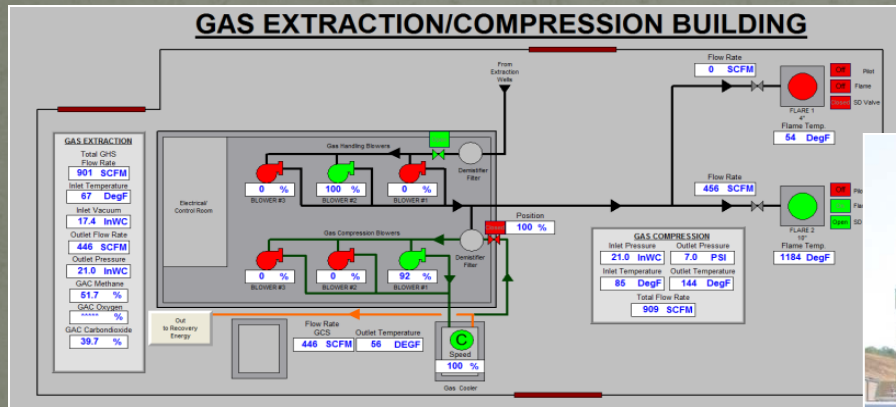 GAS EXTRACTION/COMPRESSION BUILDING
From
Extraction
Wells
Flow Rate
0 SCFM
Off Pilot
Off Flame
Closed SD Valve
FLARE 1
4"
Flame Temp.
54 DegF
GAS EXTRACTION
Total GHS
Flow Rate
901 SCFM
Inlet Temperature
67 DegF
Inlet Vacuum
17.4 InWC
Outlet Flow Rate
446 SCFM
Outlet Pressure
21.0 InWC
GAC Methane
51.7 %
GAC Oxygen
***** %
GAC Carbondioxide
39.7 %
Electrical/
Control Room
Gas Handling Blowers
Demistifier
Filter
0 %
BLOWER #3
100 %
BLOWER #2
0 %
BLOWER #1
Gas Compression Blowers
Closed
Position
100 %
Demistifier
Filter
0 %
BLOWER #3
0 %
BLOWER #2
92 %
BLOWER #1
Flow Rate
456 SCFM
Off Pil
Fla
Open SD
FLARE 2
10"
Flame Temp.
1184 DegF
GAS COMPRESSION
Inlet Pressure Outlet Pressure
21.0 InWC 7.0 PSI
Inlet Temperature Outlet Temperature
85 DegF 144 DegF
Total Flow Rate
909 SCFM
Out
to Recovery
Energy
Flow Rate
GCS
446 SCFM
Outlet Temperature
56 DEGF
C
Speed
100 %
Gas Cooler